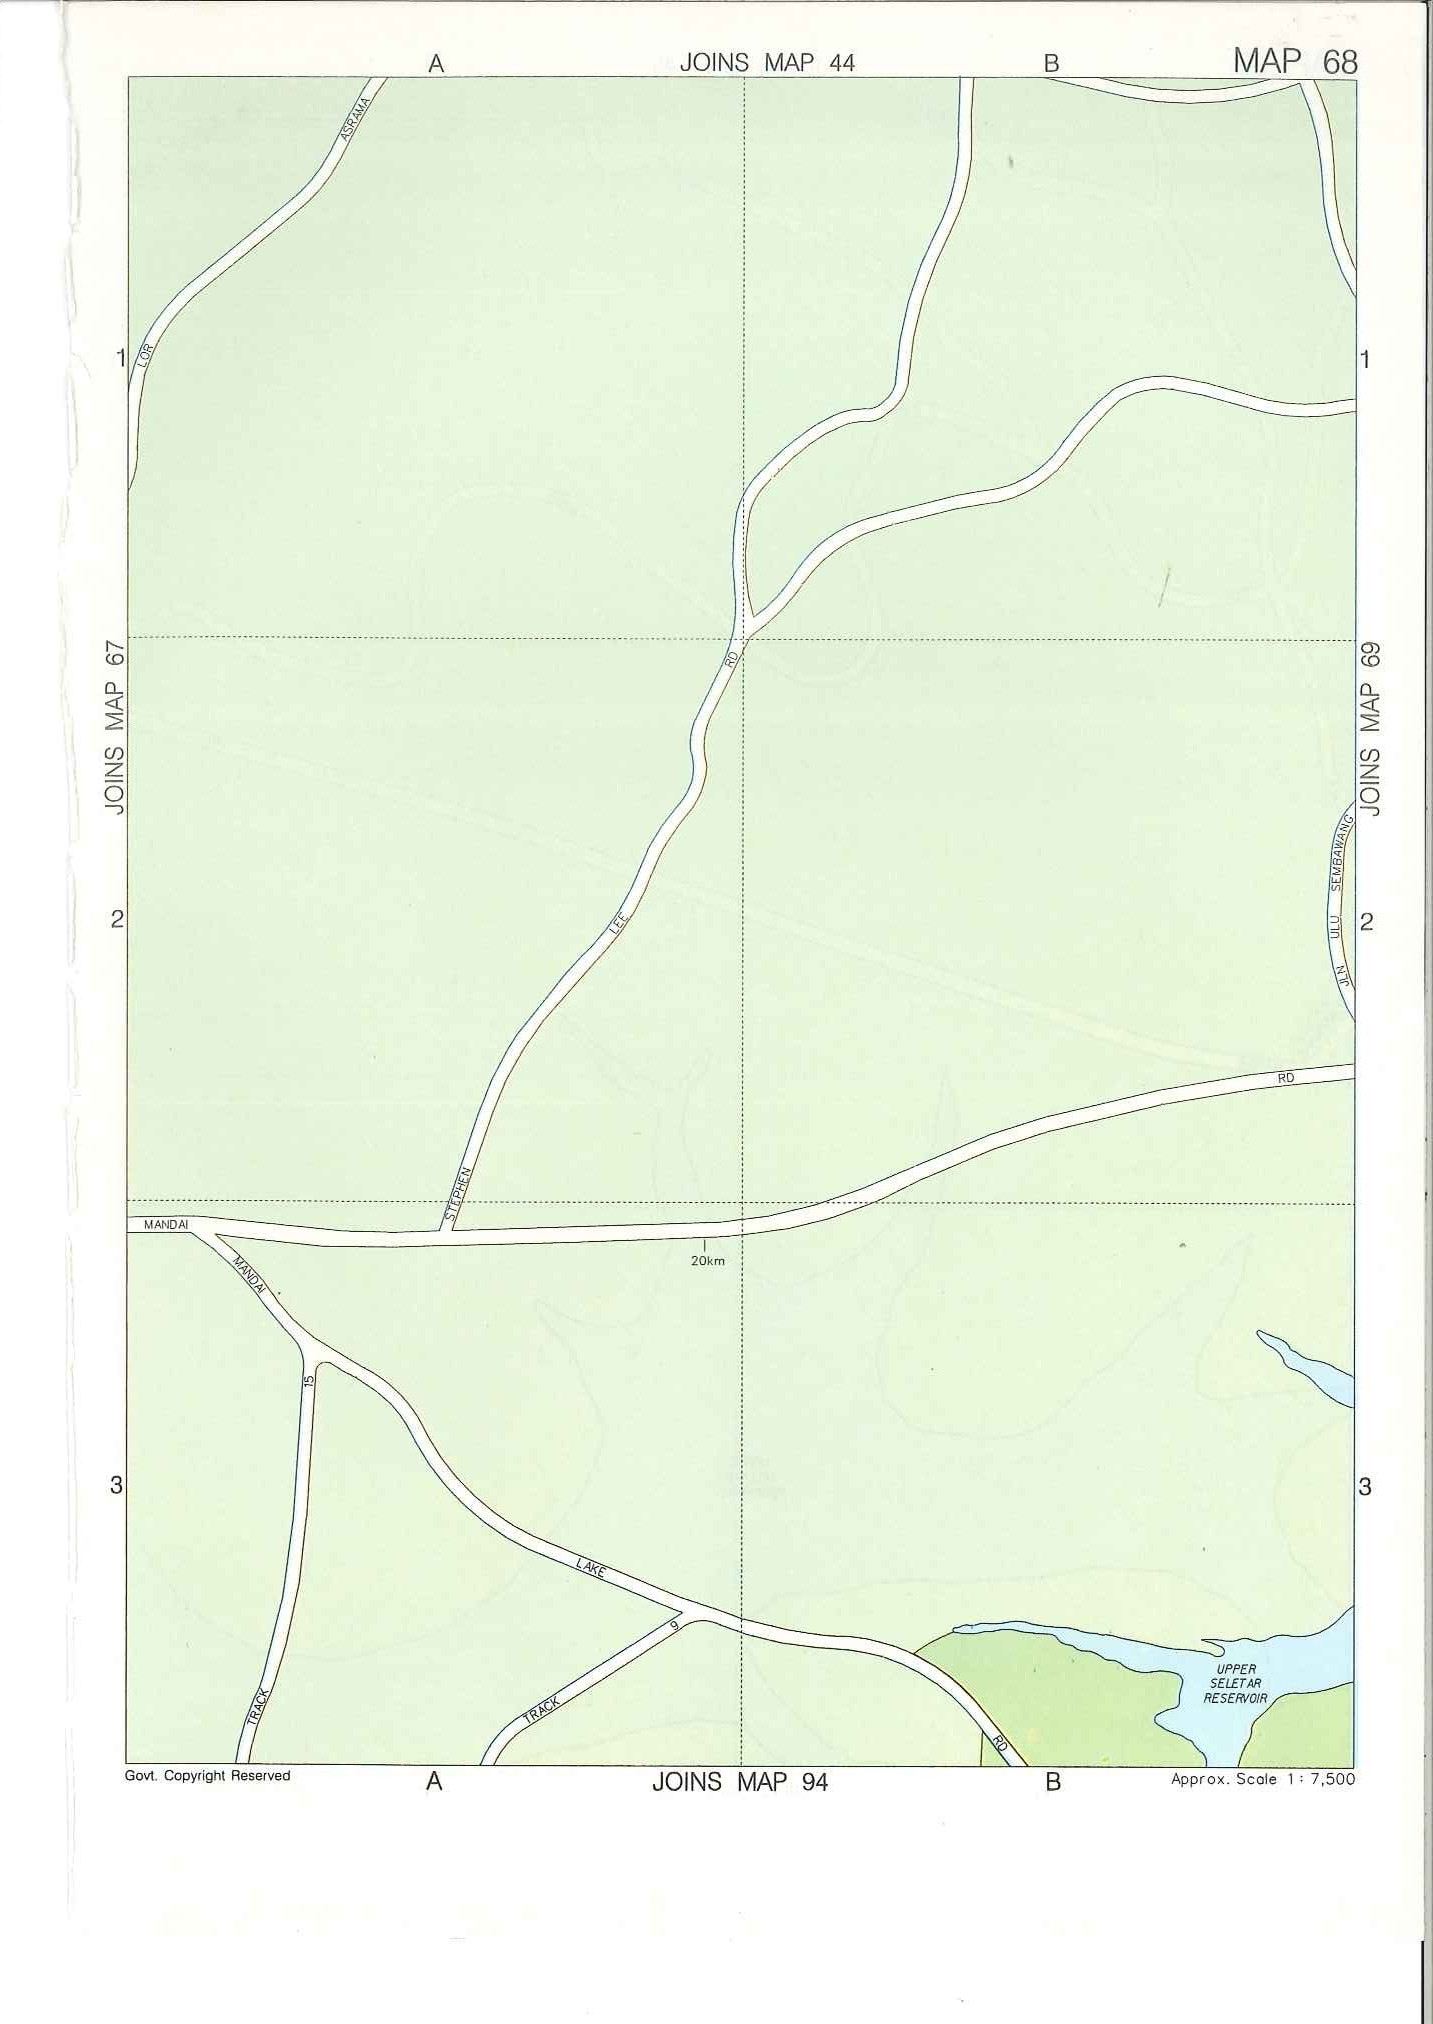 A
JOINS MAP 44
B
MAP 68
LOR ASRAMA
1
1
JOINS MAP 67
JOINS MAP 69
STEPHEN LEE RD
2
2
JLN ULU SEMBAWANG
MANDAI RD
20km
MANDAI LAKE RD
TRACK 15
3
3
TRACK 9
UPPER
SELETAR
RESERVOIR
Govt. Copyright Reserved
A
JOINS MAP 94
B
Approx. Scale 1 : 7,500